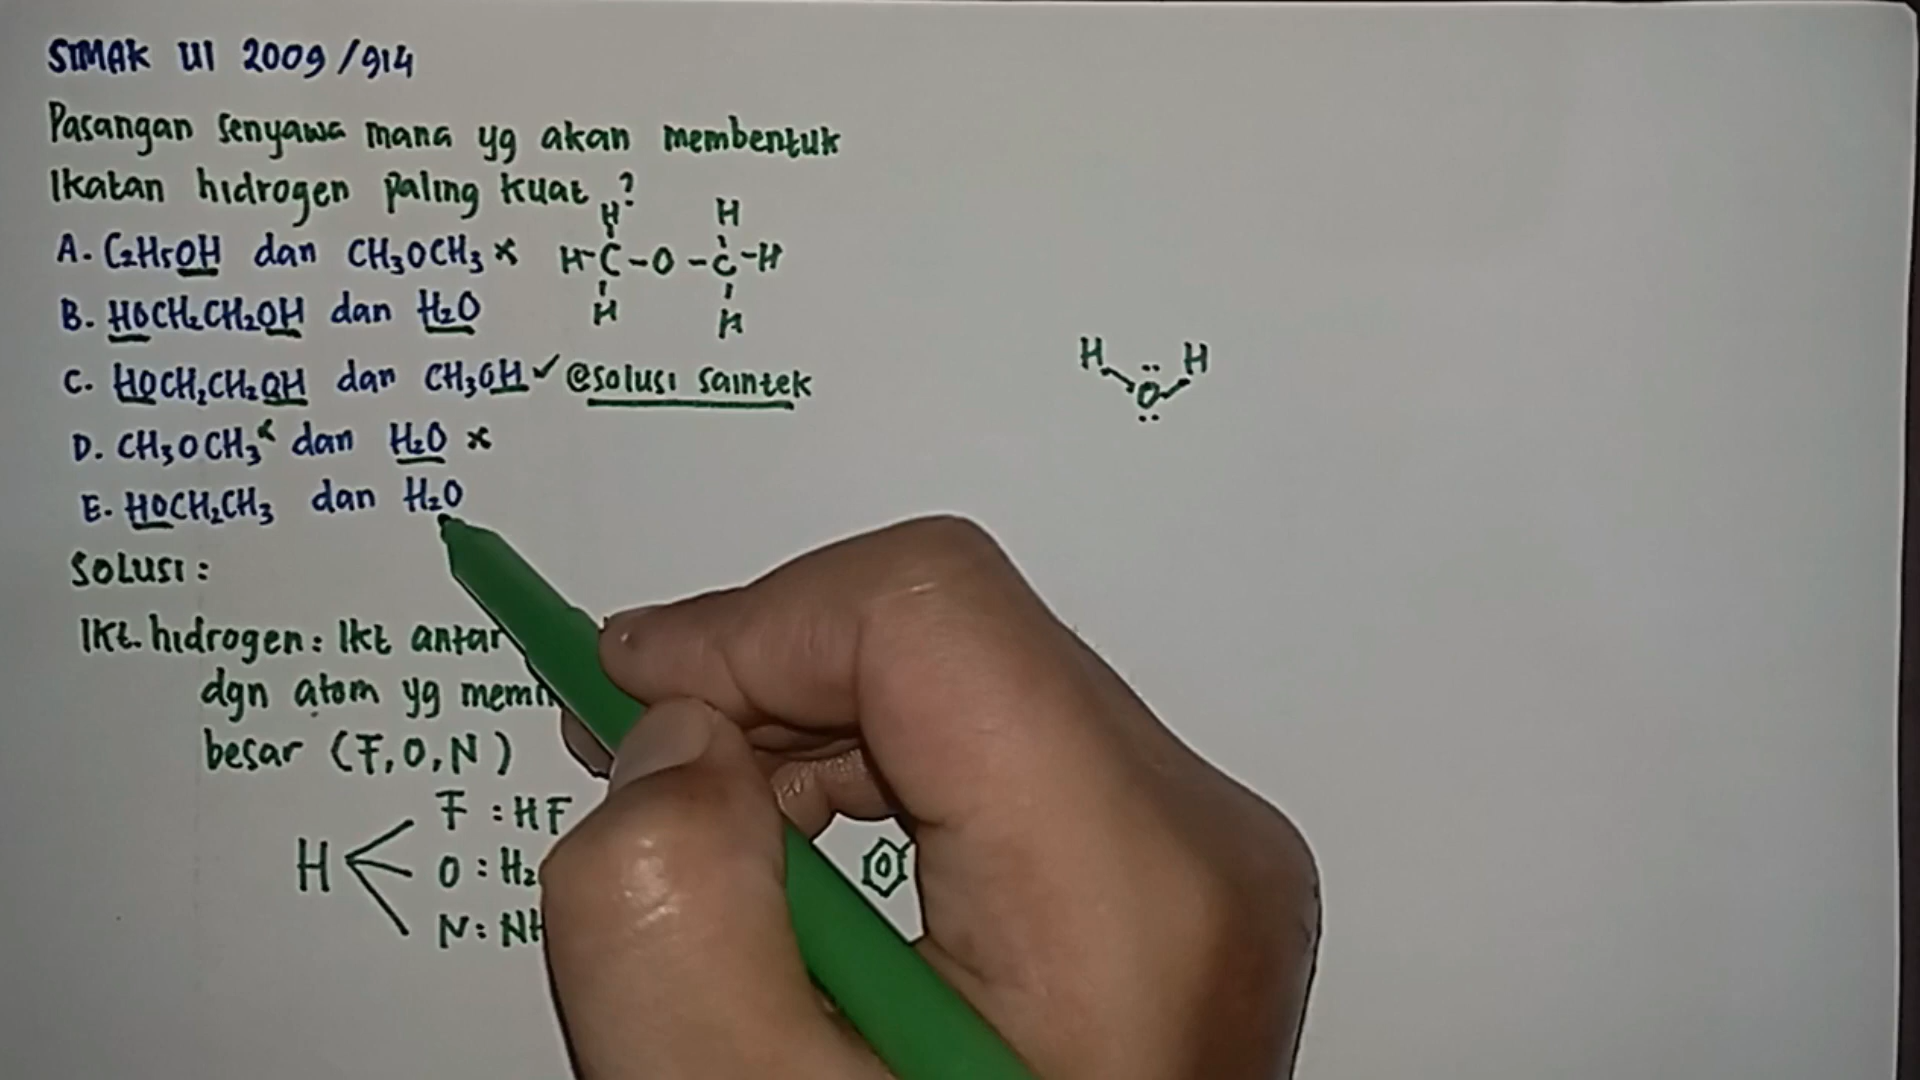 SIMAK UI 2009/914
Pasangan senyawa mana yg akan membentuk
Ikatan hidrogen paling kuat ?
A. C₂H₅OH dan CH₃OCH₃ ×
B. HOCH₂CH₂OH dan H₂O
C. HOCH₂CH₂OH dan CH₃OH ✓ @solusi saintek
D. CH₃OCH₃ dan H₂O ×
E. HOCH₂CH₃ dan H₂O
SOLUSI :
Ikt. hidrogen : Ikt antar
dgn atom yg
besar (F, O, N)
F : HF
H O : H₂
N : NH
H H
H-C-O-C-H
H H
H H
O